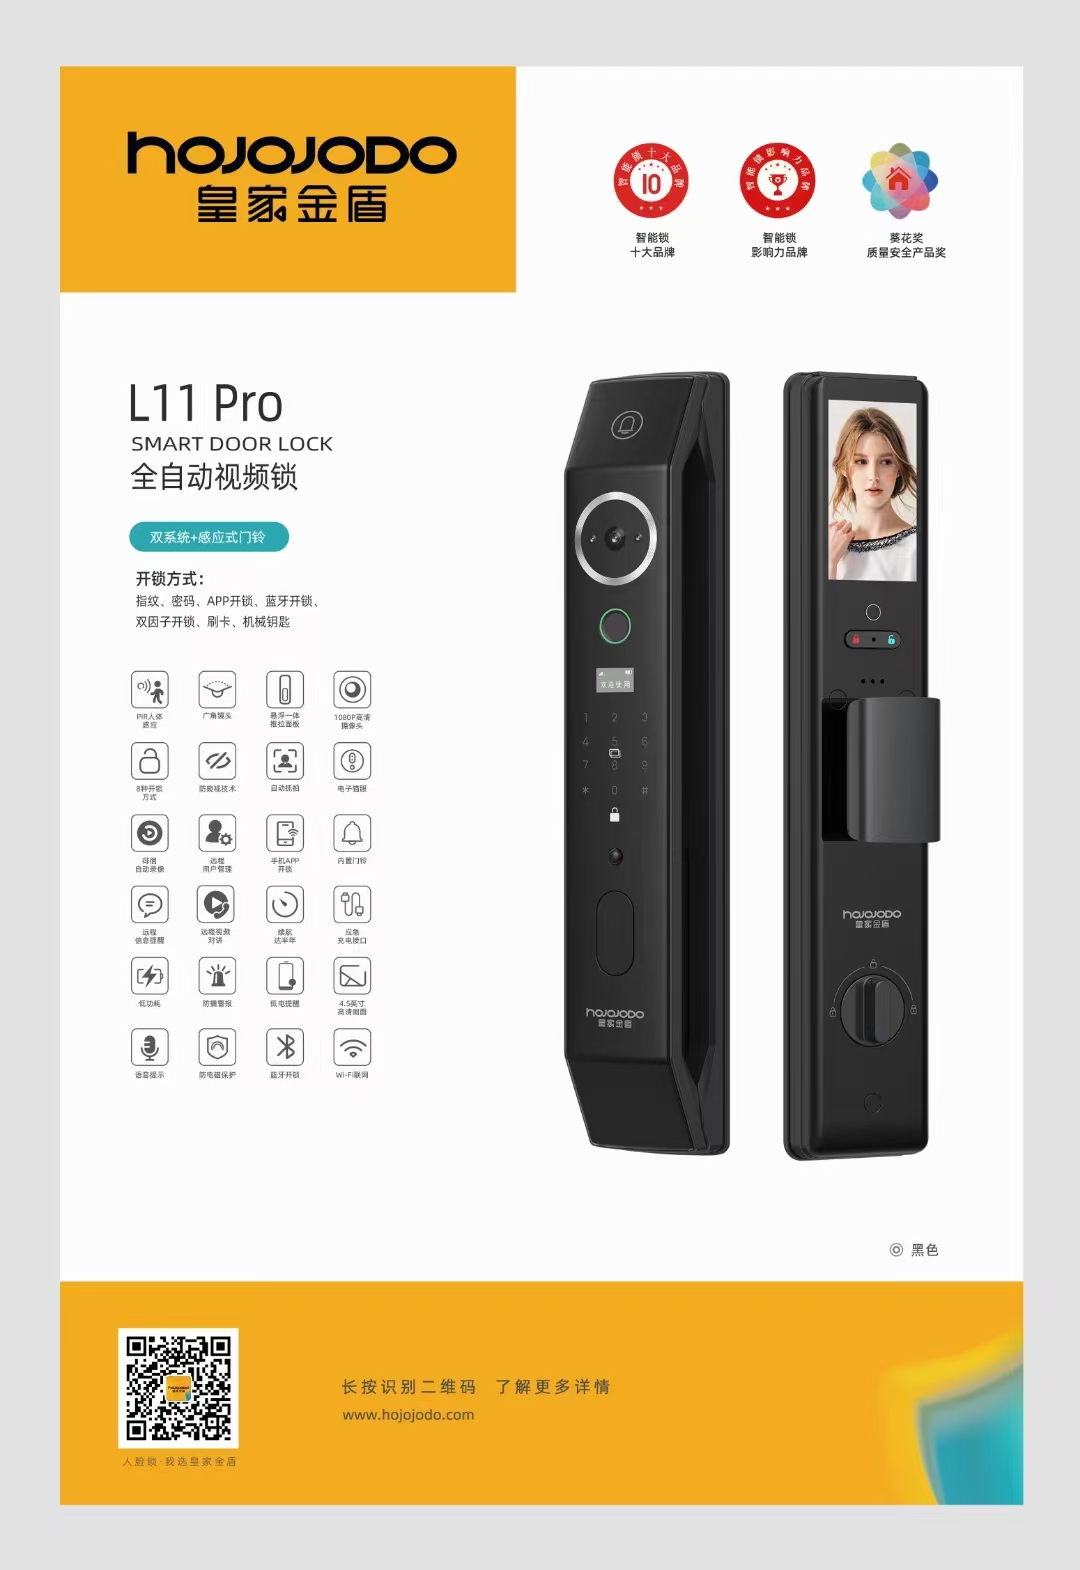 HOJOJODO
皇家金盾
智能锁十大品牌
10
智能锁影响力品牌
智能锁
十大品牌
智能锁
影响力品牌
葵花奖
质量安全产品奖
L11 Pro
SMART DOOR LOCK
全自动视频锁
双系统+感应式门铃
开锁方式：
指纹、密码、APP开锁、蓝牙开锁、
双因子开锁、刷卡、机械钥匙
PIR人体
感应
广角镜头
悬浮一体
推拉面板
1080P高清
摄像头
8种开锁
方式
防窥视技术
自动抓拍
电子猫眼
徘徊
自动录像
远程
用户管理
手机APP
开锁
内置门铃
远程
信息提醒
远程视频
对讲
续航
达半年
应急
充电接口
低功耗
防撬警报
低电提醒
4.5英寸
高清画面
语音提示
防电磁保护
蓝牙开锁
Wi-Fi联网
欢迎使用
1 2 3
4 5 6
7 8 9
* 0 #
HOJOJODO
皇家金盾
HOJOJODO
皇家金盾
黑色
长按识别二维码 了解更多详情
www.hojojodo.com
人脸锁·我选皇家金盾